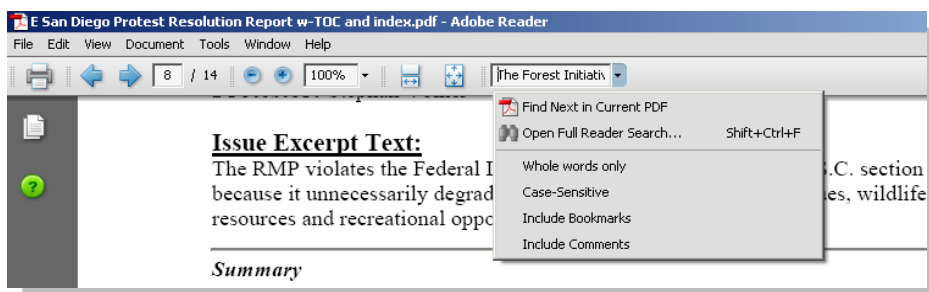 E San Diego Protest Resolution Report w-TOC and index.pdf - Adobe Reader
File Edit View Document Tools Window Help
8 / 14 100% The Forest Initiativ
Find Next in Current PDF
Open Full Reader Search... Shift+Ctrl+F
Whole words only
Case-Sensitive
Include Bookmarks
Include Comments
Issue Excerpt Text:
The RMP violates the Federal .C. section
because it unnecessarily degrad es, wildlife
resources and recreational oppo
Summary